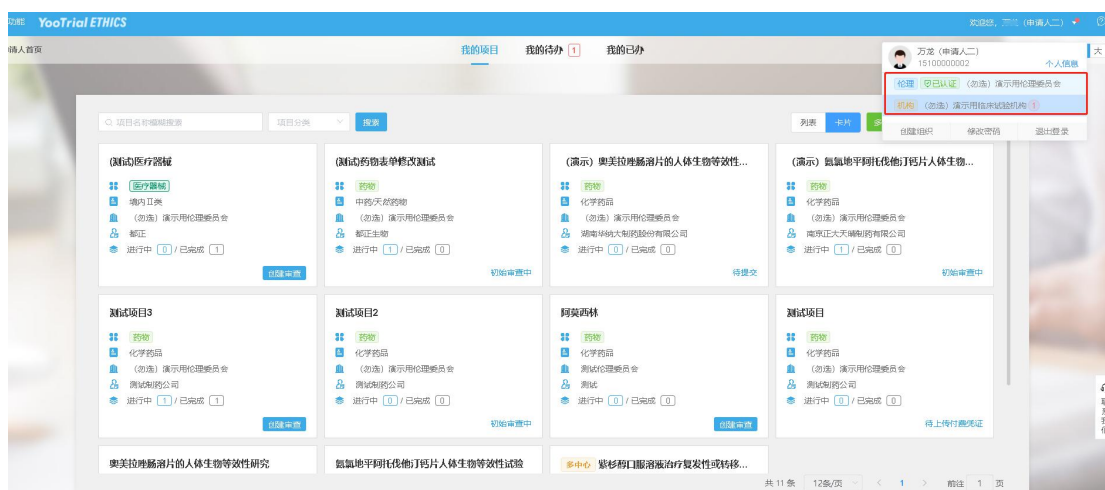 功能 YooTrial ETHICS
欢迎您, 万龙 (申请人二)
请人首页
我的项目 我的待办 1 我的已办
大
万龙 (申请人二)
15100000002 个人信息
伦理 已认证 (勿选) 演示用伦理委员会
机构 (勿选) 演示用临床试验机构 1
创建组织 修改密码 退出登录
项目名称模糊搜索 项目分类 搜索
列表 卡片 多
(测试)医疗器械
医疗器械
境内Ⅱ类
(勿选) 演示用伦理委员会
都正
进行中 0 / 已完成 1
创建审查
(测试)药物表单修改测试
药物
中药/天然药物
(勿选) 演示用伦理委员会
都正生物
进行中 1 / 已完成 0
初始审查中
(演示) 奥美拉唑肠溶片的人体生物等效性...
药物
化学药品
(勿选) 演示用伦理委员会
湖南华纳大制药股份有限公司
进行中 0 / 已完成 0
待提交
(演示) 氨氯地平阿托伐他汀钙片人体生物...
药物
化学药品
(勿选) 演示用伦理委员会
南京正大天晴制药有限公司
进行中 1 / 已完成 0
初始审查中
测试项目3
药物
化学药品
(勿选) 演示用伦理委员会
测试制药公司
进行中 1 / 已完成 1
创建审查
测试项目2
药物
化学药品
(勿选) 演示用伦理委员会
测试制药公司
进行中 0 / 已完成 0
初始审查中
阿莫西林
药物
化学药品
测试伦理委员会
测试
进行中 0 / 已完成 0
创建审查
测试项目
药物
化学药品
(勿选) 演示用伦理委员会
测试制药公司
进行中 0 / 已完成 0
待上传付费凭证
奥美拉唑肠溶片的人体生物等效性研究
氨氯地平阿托伐他汀钙片人体生物等效性试验
多中心 紫杉醇口服溶液治疗复发性或转移...
共 11 条 12条/页 < 1 > 前往 1 页